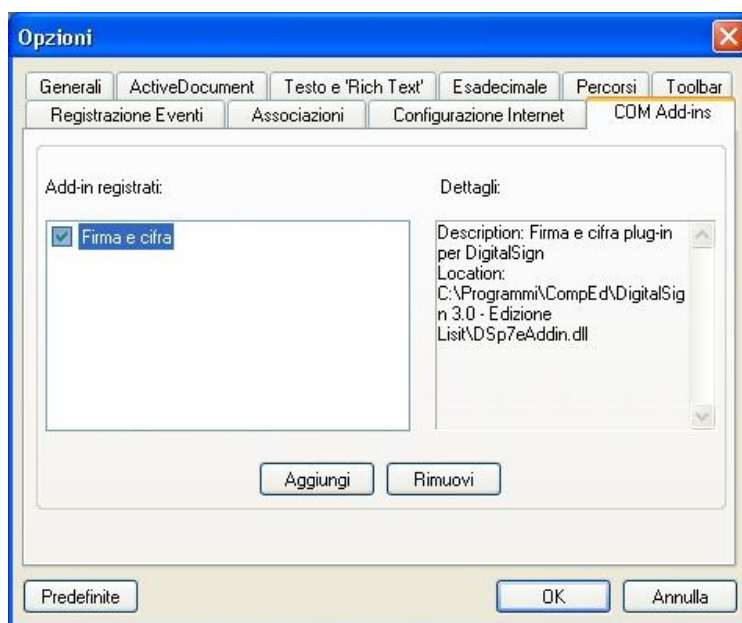 Opzioni
Generali ActiveDocument Testo e 'Rich Text' Esadecimale Percorsi Toolbar
Registrazione Eventi Associazioni Configurazione Internet COM Add-ins
Add-in registrati:
Dettagli:
Firma e cifra
Description: Firma e cifra plug-in
per DigitalSign
Location:
C:\Programmi\CompEd\DigitalSig
n 3.0 - Edizione
Lisit\DSp7eAddin.dll
Aggiungi Rimuovi
Predefinite OK Annulla